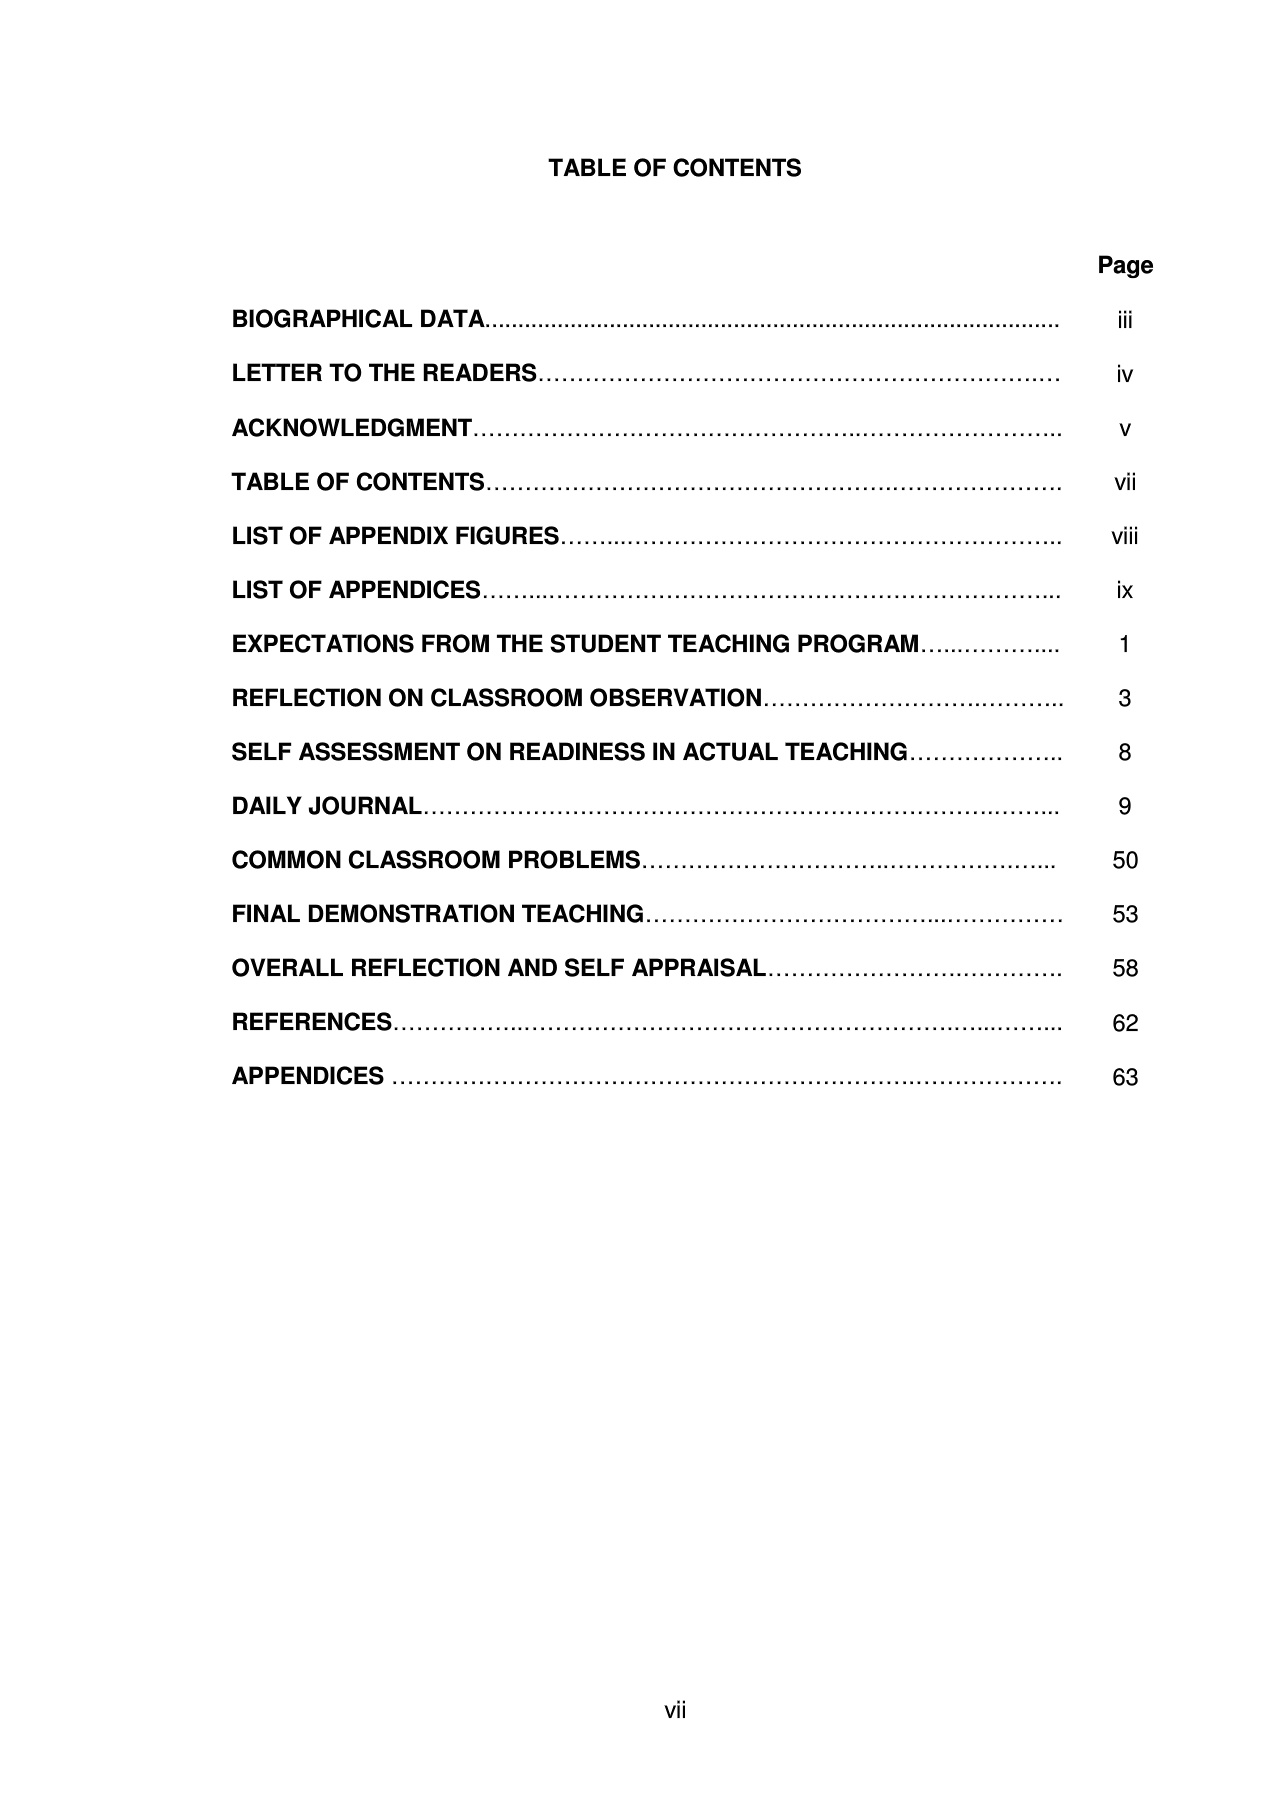 TABLE OF CONTENTS
Page
BIOGRAPHICAL DATA....................................................................................... iii
LETTER TO THE READERS………………………………………………………….… iv
ACKNOWLEDGMENT…………………………………………..…………………….. v
TABLE OF CONTENTS………………….………………………….…………………. vii
LIST OF APPENDIX FIGURES……...……………………………………………….. viii
LIST OF APPENDICES……...………………………………………………………... ix
EXPECTATIONS FROM THE STUDENT TEACHING PROGRAM…...………... 1
REFLECTION ON CLASSROOM OBSERVATION……………………….……….. 3
SELF ASSESSMENT ON READINESS IN ACTUAL TEACHING……………….. 8
DAILY JOURNAL……………………………………………………………….……... 9
COMMON CLASSROOM PROBLEMS…………………………..……………….…... 50
FINAL DEMONSTRATION TEACHING………………………………...…………… 53
OVERALL REFLECTION AND SELF APPRAISAL…………………….…………. 58
REFERENCES……………..……………………………………………….…...……... 62
APPENDICES ………………………………………………………….………………. 63
vii